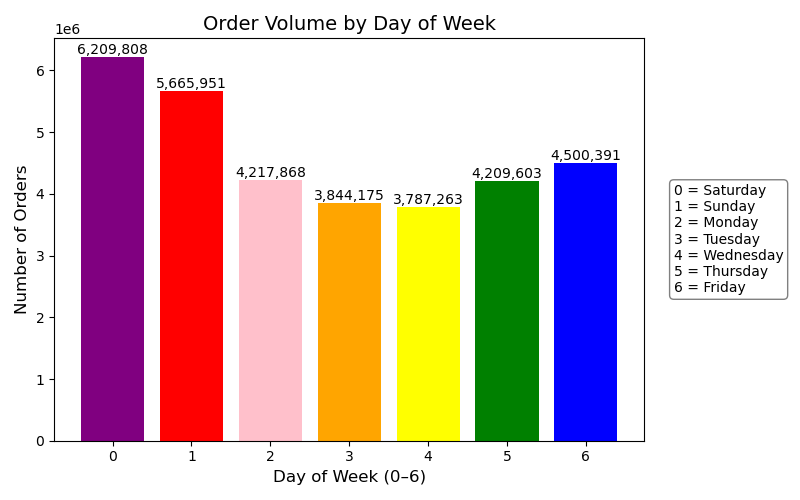 Order Volume by Day of Week
1e6
6,209,808
5,665,951
4,217,868
3,844,175
3,787,263
4,209,603
4,500,391
6
5
4
3
2
1
0
Number of Orders
0 1 2 3 4 5 6
Day of Week (0–6)
0 = Saturday
1 = Sunday
2 = Monday
3 = Tuesday
4 = Wednesday
5 = Thursday
6 = Friday